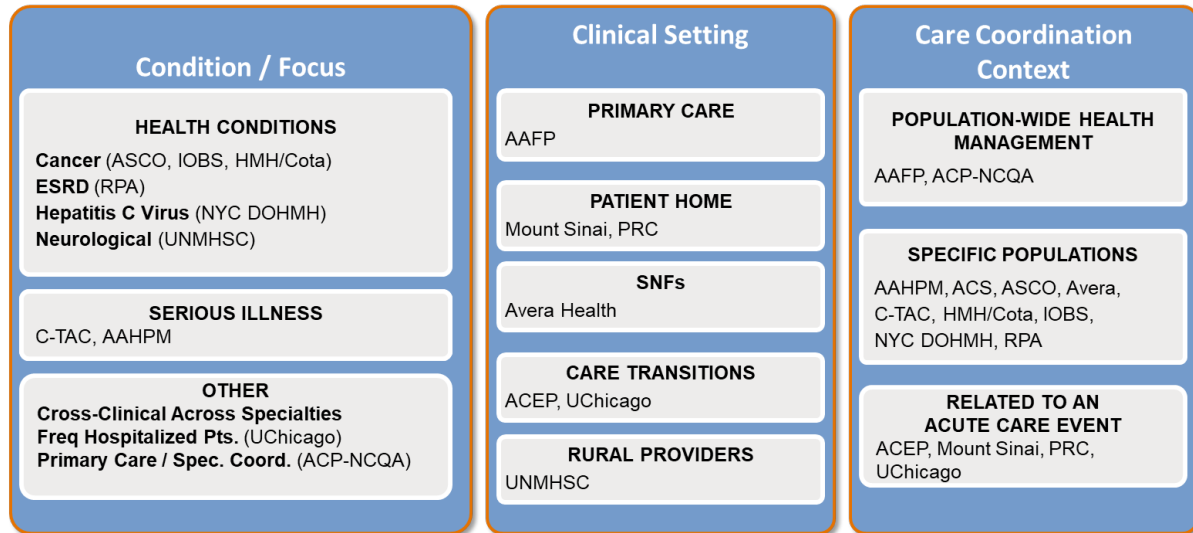 Condition / Focus
HEALTH CONDITIONS
Cancer (ASCO, IOBS, HMH/Cota)
ESRD (RPA)
Hepatitis C Virus (NYC DOHMH)
Neurological (UNMHSC)
SERIOUS ILLNESS
C-TAC, AAHPM
OTHER
Cross-Clinical Across Specialties
Freq Hospitalized Pts. (UChicago)
Primary Care / Spec. Coord. (ACP-NCQA)
Clinical Setting
PRIMARY CARE
AAFP
PATIENT HOME
Mount Sinai, PRC
SNFs
Avera Health
CARE TRANSITIONS
ACEP, UChicago
RURAL PROVIDERS
UNMHSC
Care Coordination
Context
POPULATION-WIDE HEALTH
MANAGEMENT
AAFP, ACP-NCQA
SPECIFIC POPULATIONS
AAHPM, ACS, ASCO, Avera,
C-TAC, HMH/Cota, IOBS,
NYC DOHMH, RPA
RELATED TO AN
ACUTE CARE EVENT
ACEP, Mount Sinai, PRC,
UChicago